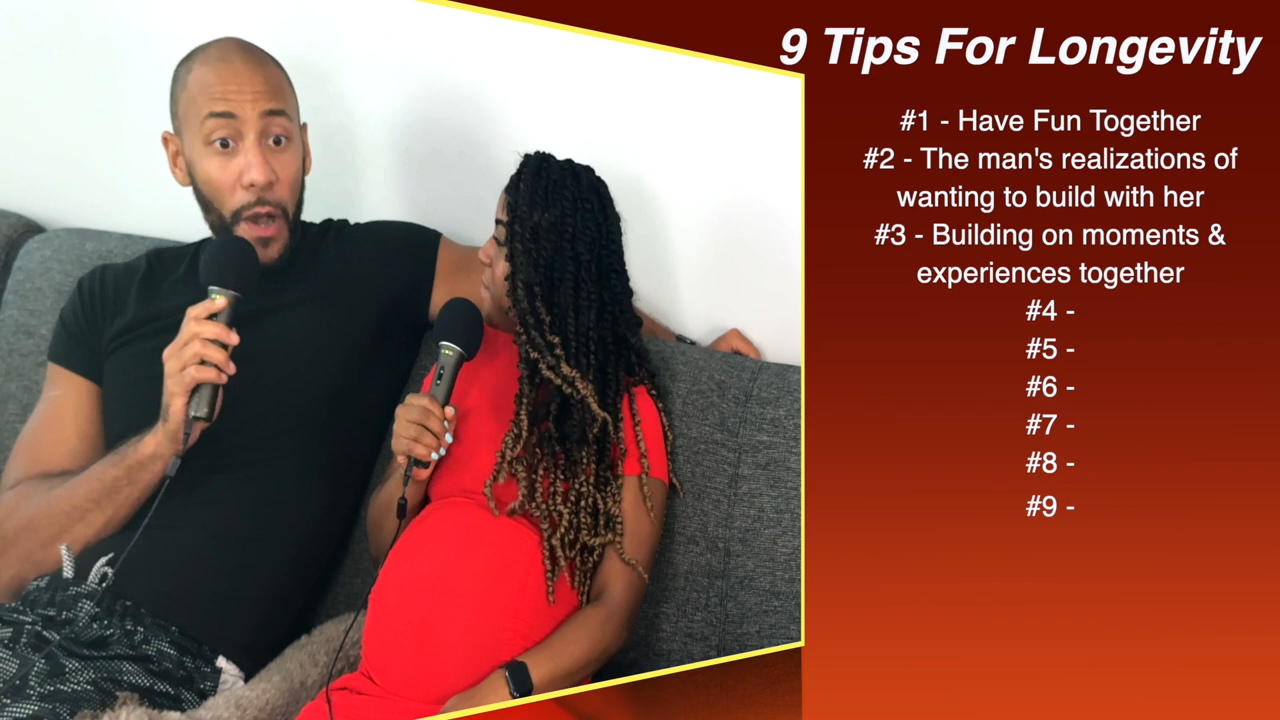 9 Tips For Longevity
#1 - Have Fun Together
#2 - The man's realizations of
wanting to build with her
#3 - Building on moments &
experiences together
#4 -
#5 -
#6 -
#7 -
#8 -
#9 -